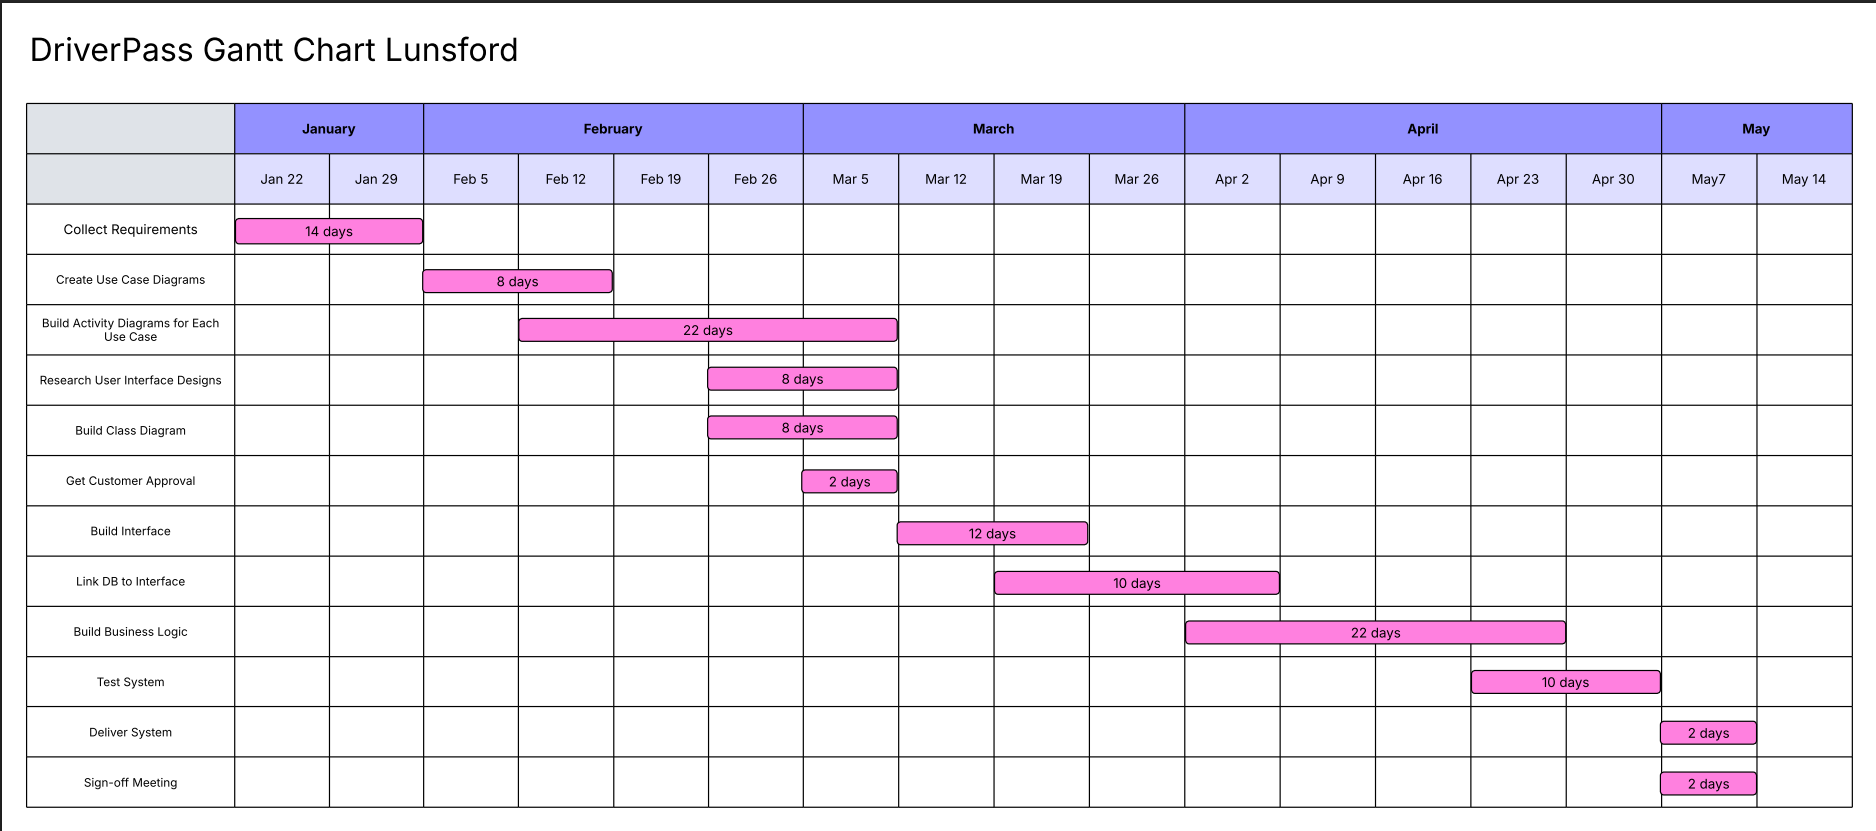 DriverPass Gantt Chart Lunsford
January February March April May
Jan 22 Jan 29 Feb 5 Feb 12 Feb 19 Feb 26 Mar 5 Mar 12 Mar 19 Mar 26 Apr 2 Apr 9 Apr 16 Apr 23 Apr 30 May7 May 14
Collect Requirements 14 days
Create Use Case Diagrams 8 days
Build Activity Diagrams for Each
Use Case
22 days
Research User Interface Designs 8 days
Build Class Diagram 8 days
Get Customer Approval 2 days
Build Interface 12 days
Link DB to Interface 10 days
Build Business Logic 22 days
Test System 10 days
Deliver System 2 days
Sign-off Meeting 2 days